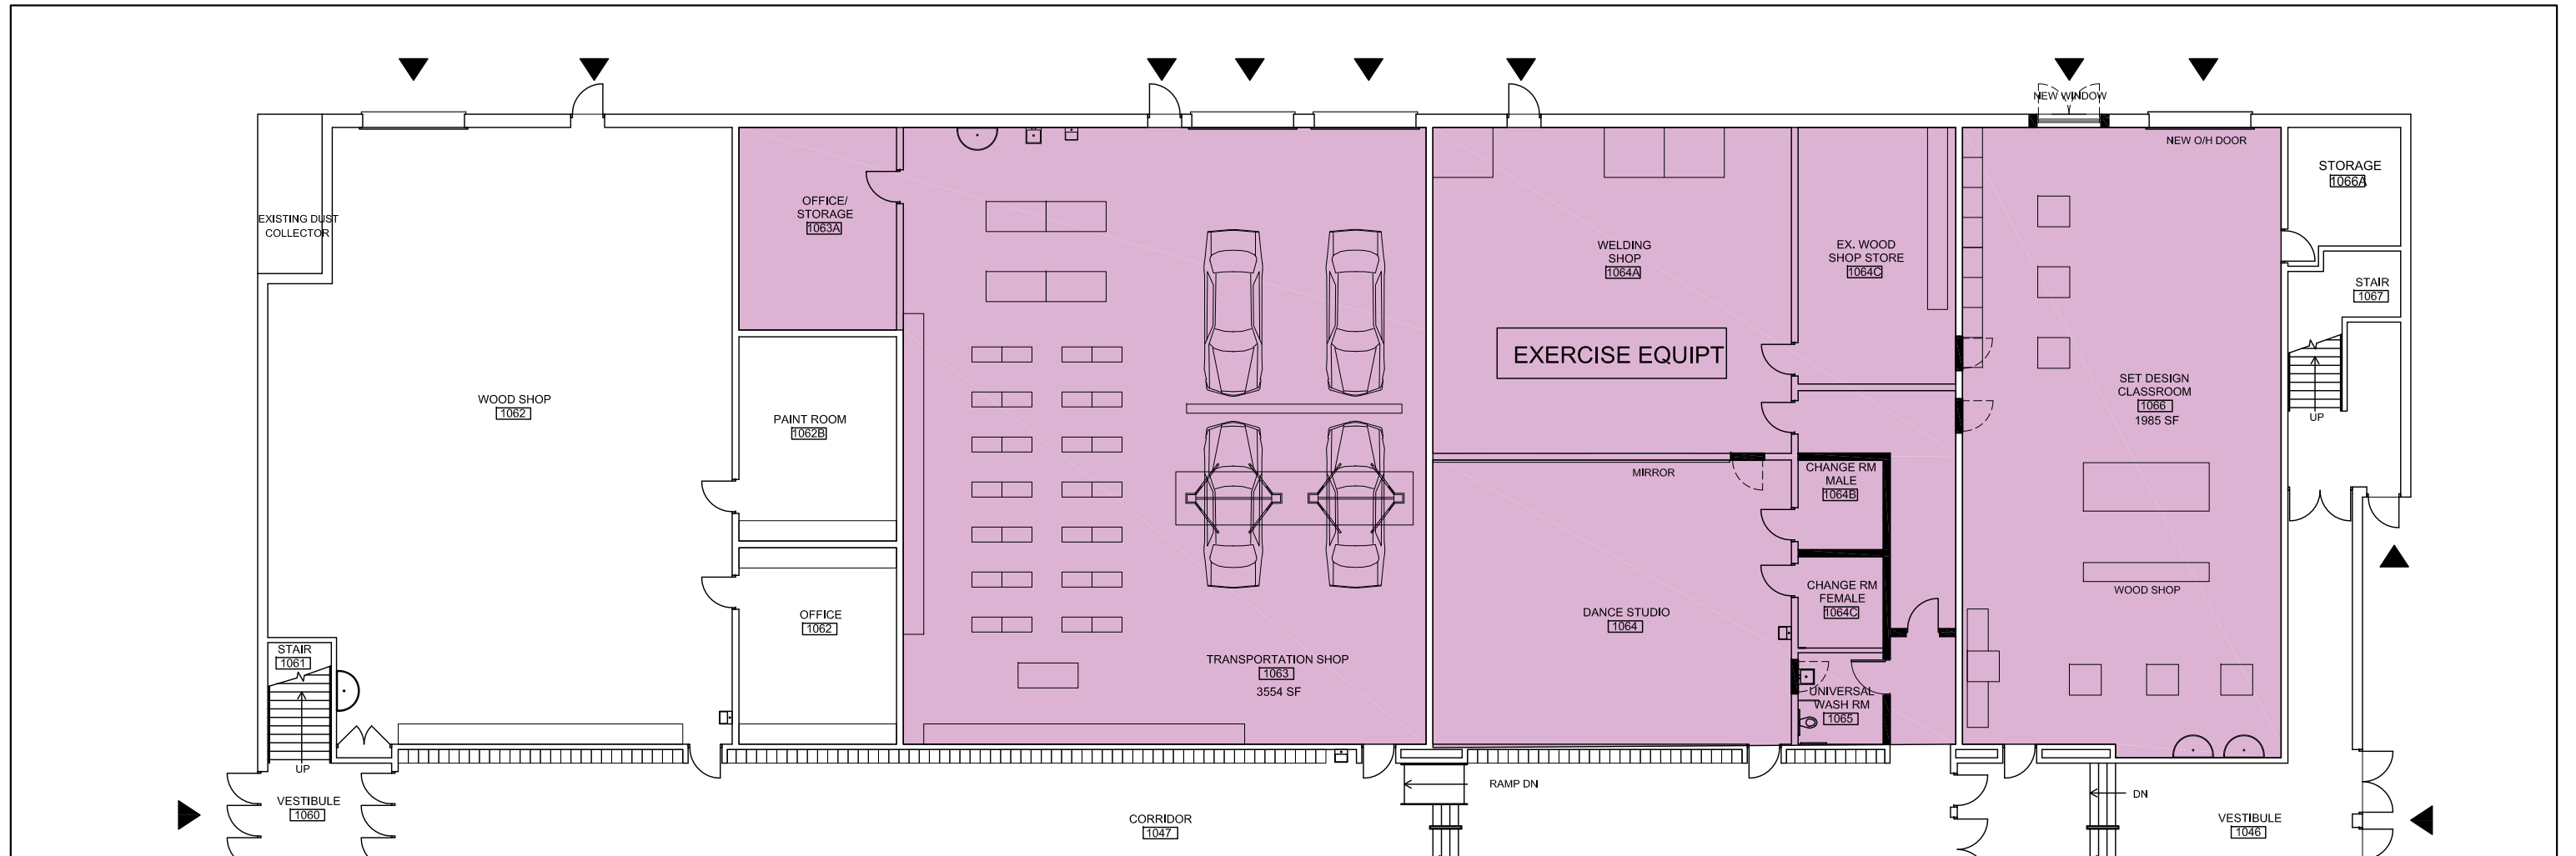 NEW WINDOW
NEW O/H DOOR
STORAGE
1066A
EXISTING DUST
COLLECTOR
OFFICE/
STORAGE
1063A
WELDING
SHOP
1064A
EX. WOOD
SHOP STORE
1064C
STAIR
1067
EXERCISE EQUIPT
SET DESIGN
CLASSROOM
1066
1985 SF
WOOD SHOP
1062
PAINT ROOM
1062B
UP
MIRROR
CHANGE RM
MALE
1064B
CHANGE RM
FEMALE
1064C
WOOD SHOP
OFFICE
1062
DANCE STUDIO
1064
STAIR
1061
TRANSPORTATION SHOP
1063
3554 SF
UNIVERSAL
WASH RM
1065
UP
RAMP DN
DN
VESTIBULE
1060
CORRIDOR
1047
VESTIBULE
1046